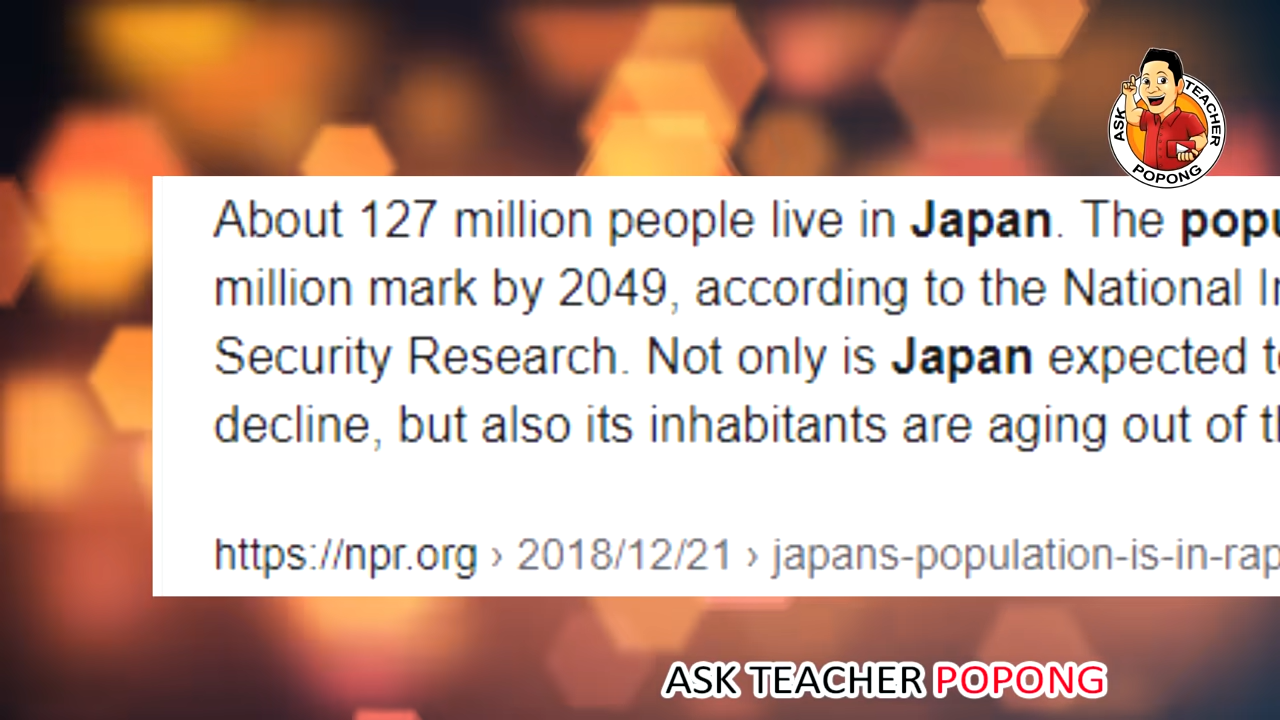 ASK TEACHER POPONG
About 127 million people live in Japan. The
million mark by 2049, according to the National
Security Research. Not only is Japan expected
decline, but also its inhabitants are aging out of
https://npr.org › 2018/12/21 › japans-population-is-in-rap
ASK TEACHER POPONG